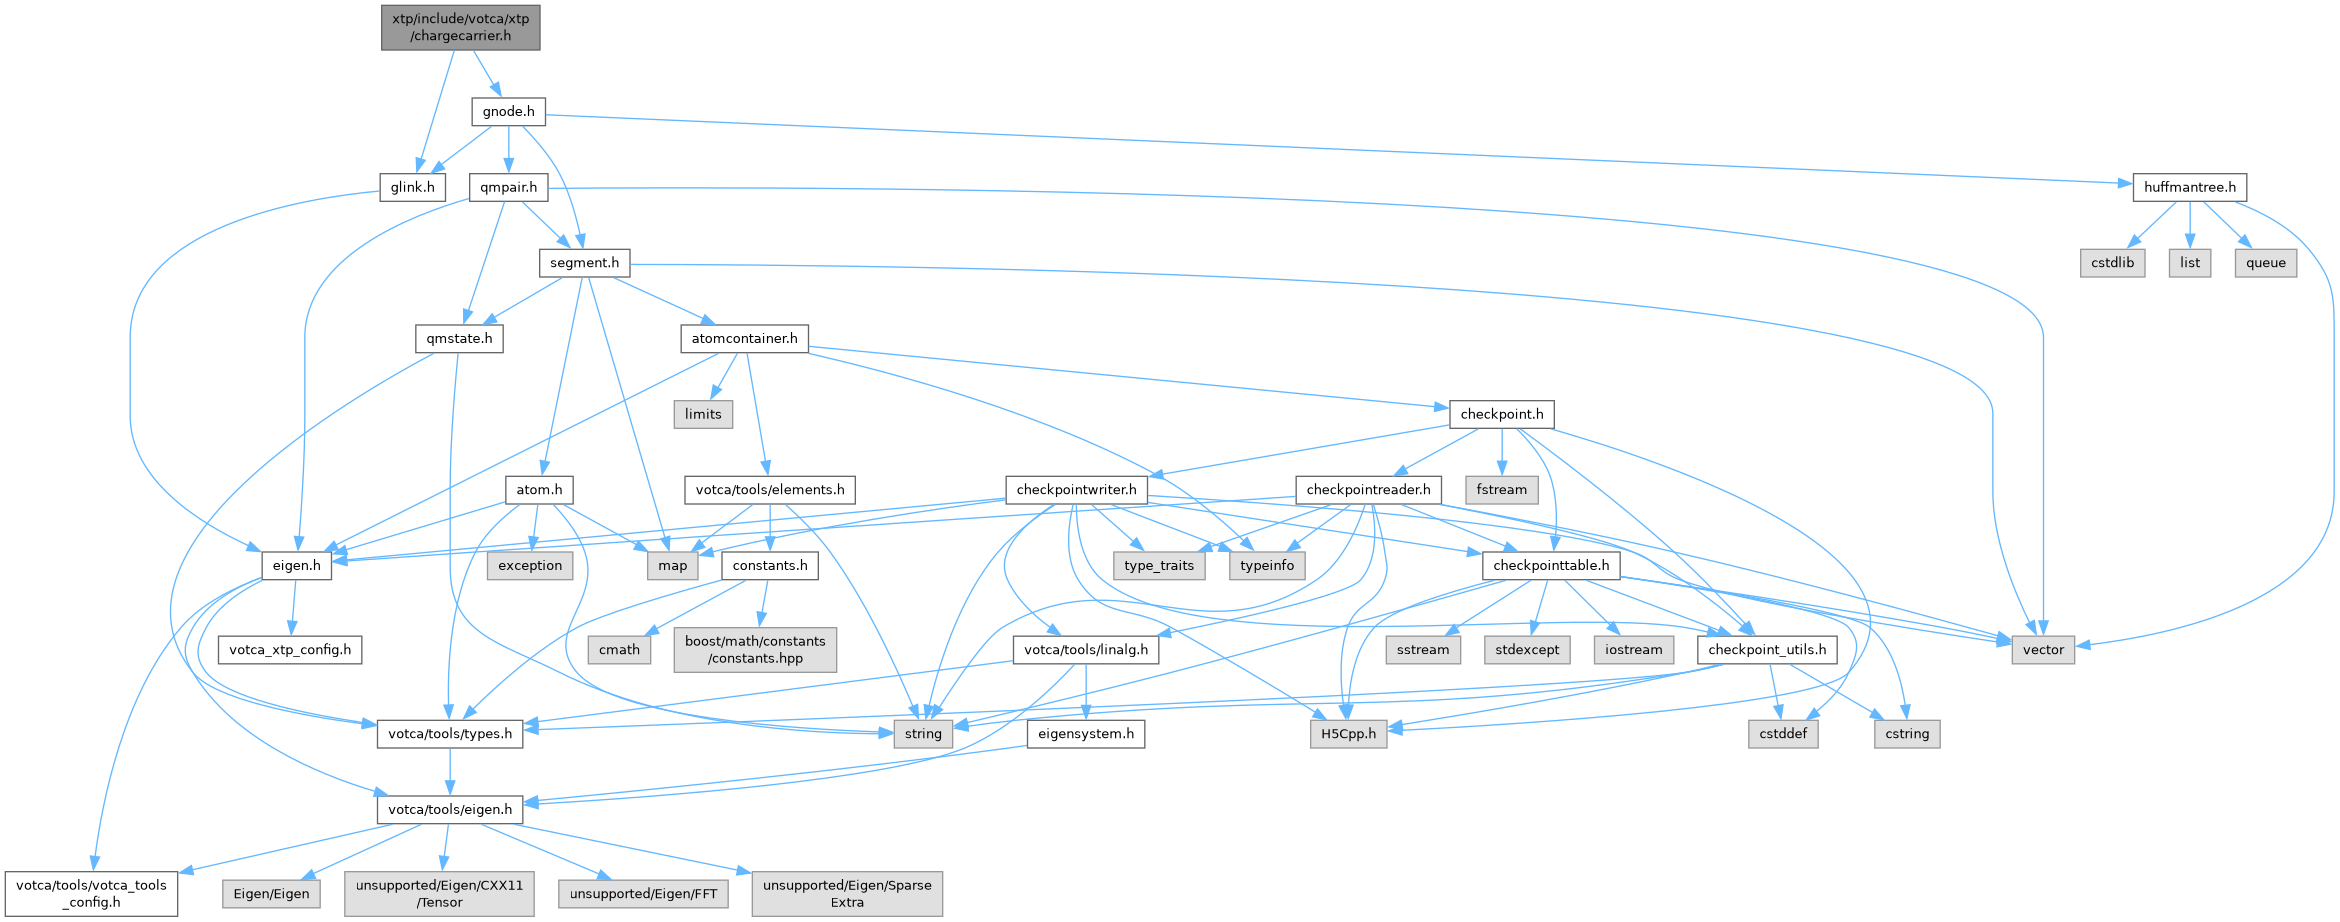 xtp/include/votca/xtp
/chargecarrier.h
gnode.h
glink.h
qmpair.h
huffmantree.h
segment.h
cstdlib
list
queue
qmstate.h
atomcontainer.h
limits
checkpoint.h
atom.h
votca/tools/elements.h
checkpointwriter.h
checkpointreader.h
fstream
eigen.h
exception
map
constants.h
type_traits
typeinfo
checkpointtable.h
votca_xtp_config.h
cmath
boost/math/constants
/constants.hpp
votca/tools/linalg.h
sstream
stdexcept
iostream
checkpoint_utils.h
vector
votca/tools/types.h
string
eigensystem.h
H5Cpp.h
cstddef
cstring
votca/tools/eigen.h
votca/tools/votca_tools
_config.h
Eigen/Eigen
unsupported/Eigen/CXX11
/Tensor
unsupported/Eigen/FFT
unsupported/Eigen/Sparse
Extra